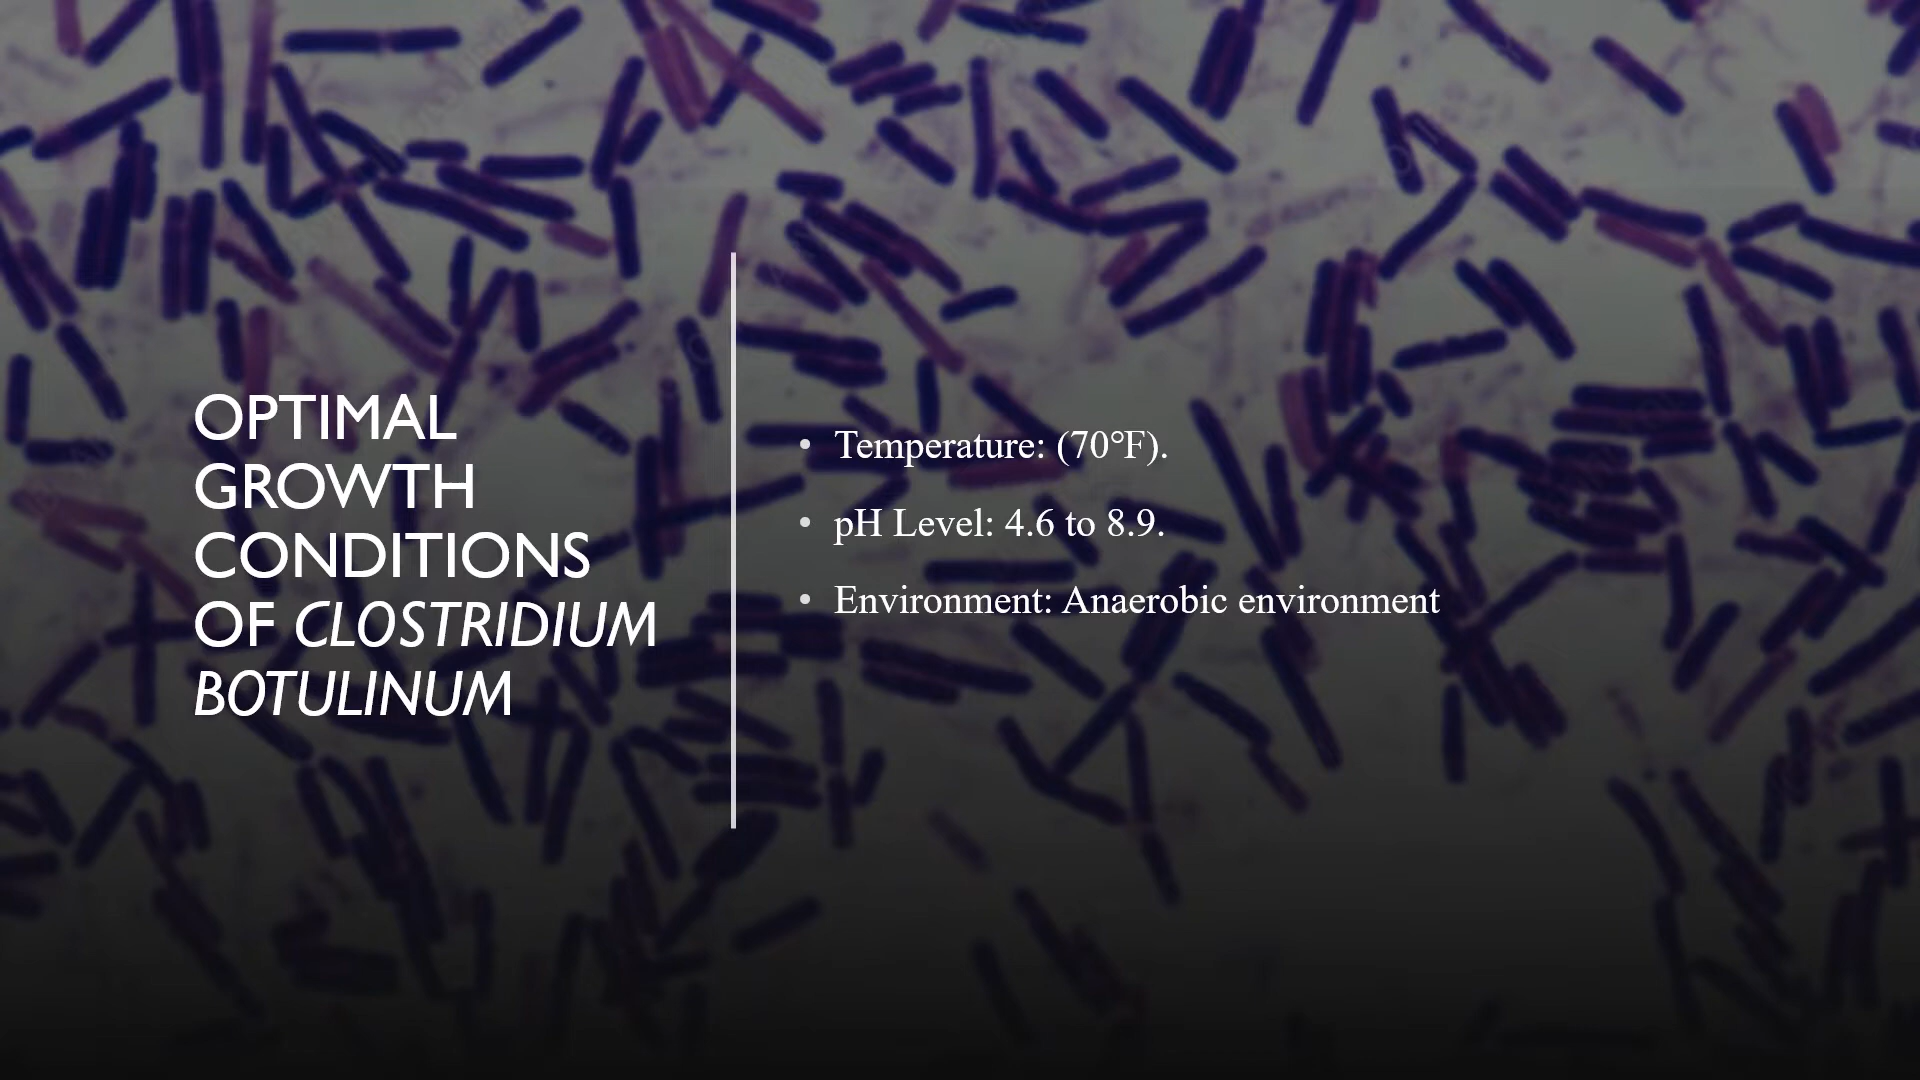 OPTIMAL
GROWTH
CONDITIONS
OF CLOSTRIDIUM
BOTULINUM
• Temperature: (70°F).
• pH Level: 4.6 to 8.9.
• Environment: Anaerobic environment